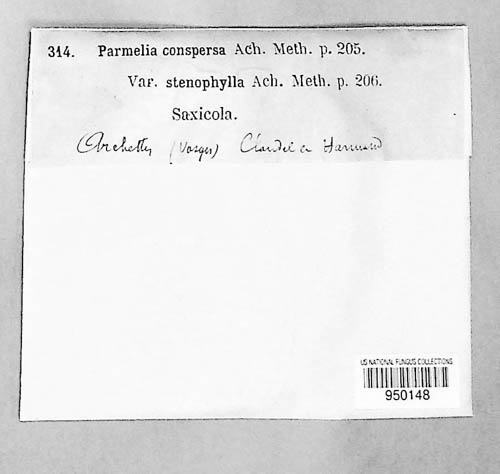 314. Parmelia conspersa Ach. Meth. p. 205.
Var. stenophylla Ach. Meth. p. 206.
Saxicola.
(Vosges) Claudel &
US NATIONAL FUNGUS COLLECTIONS
950148